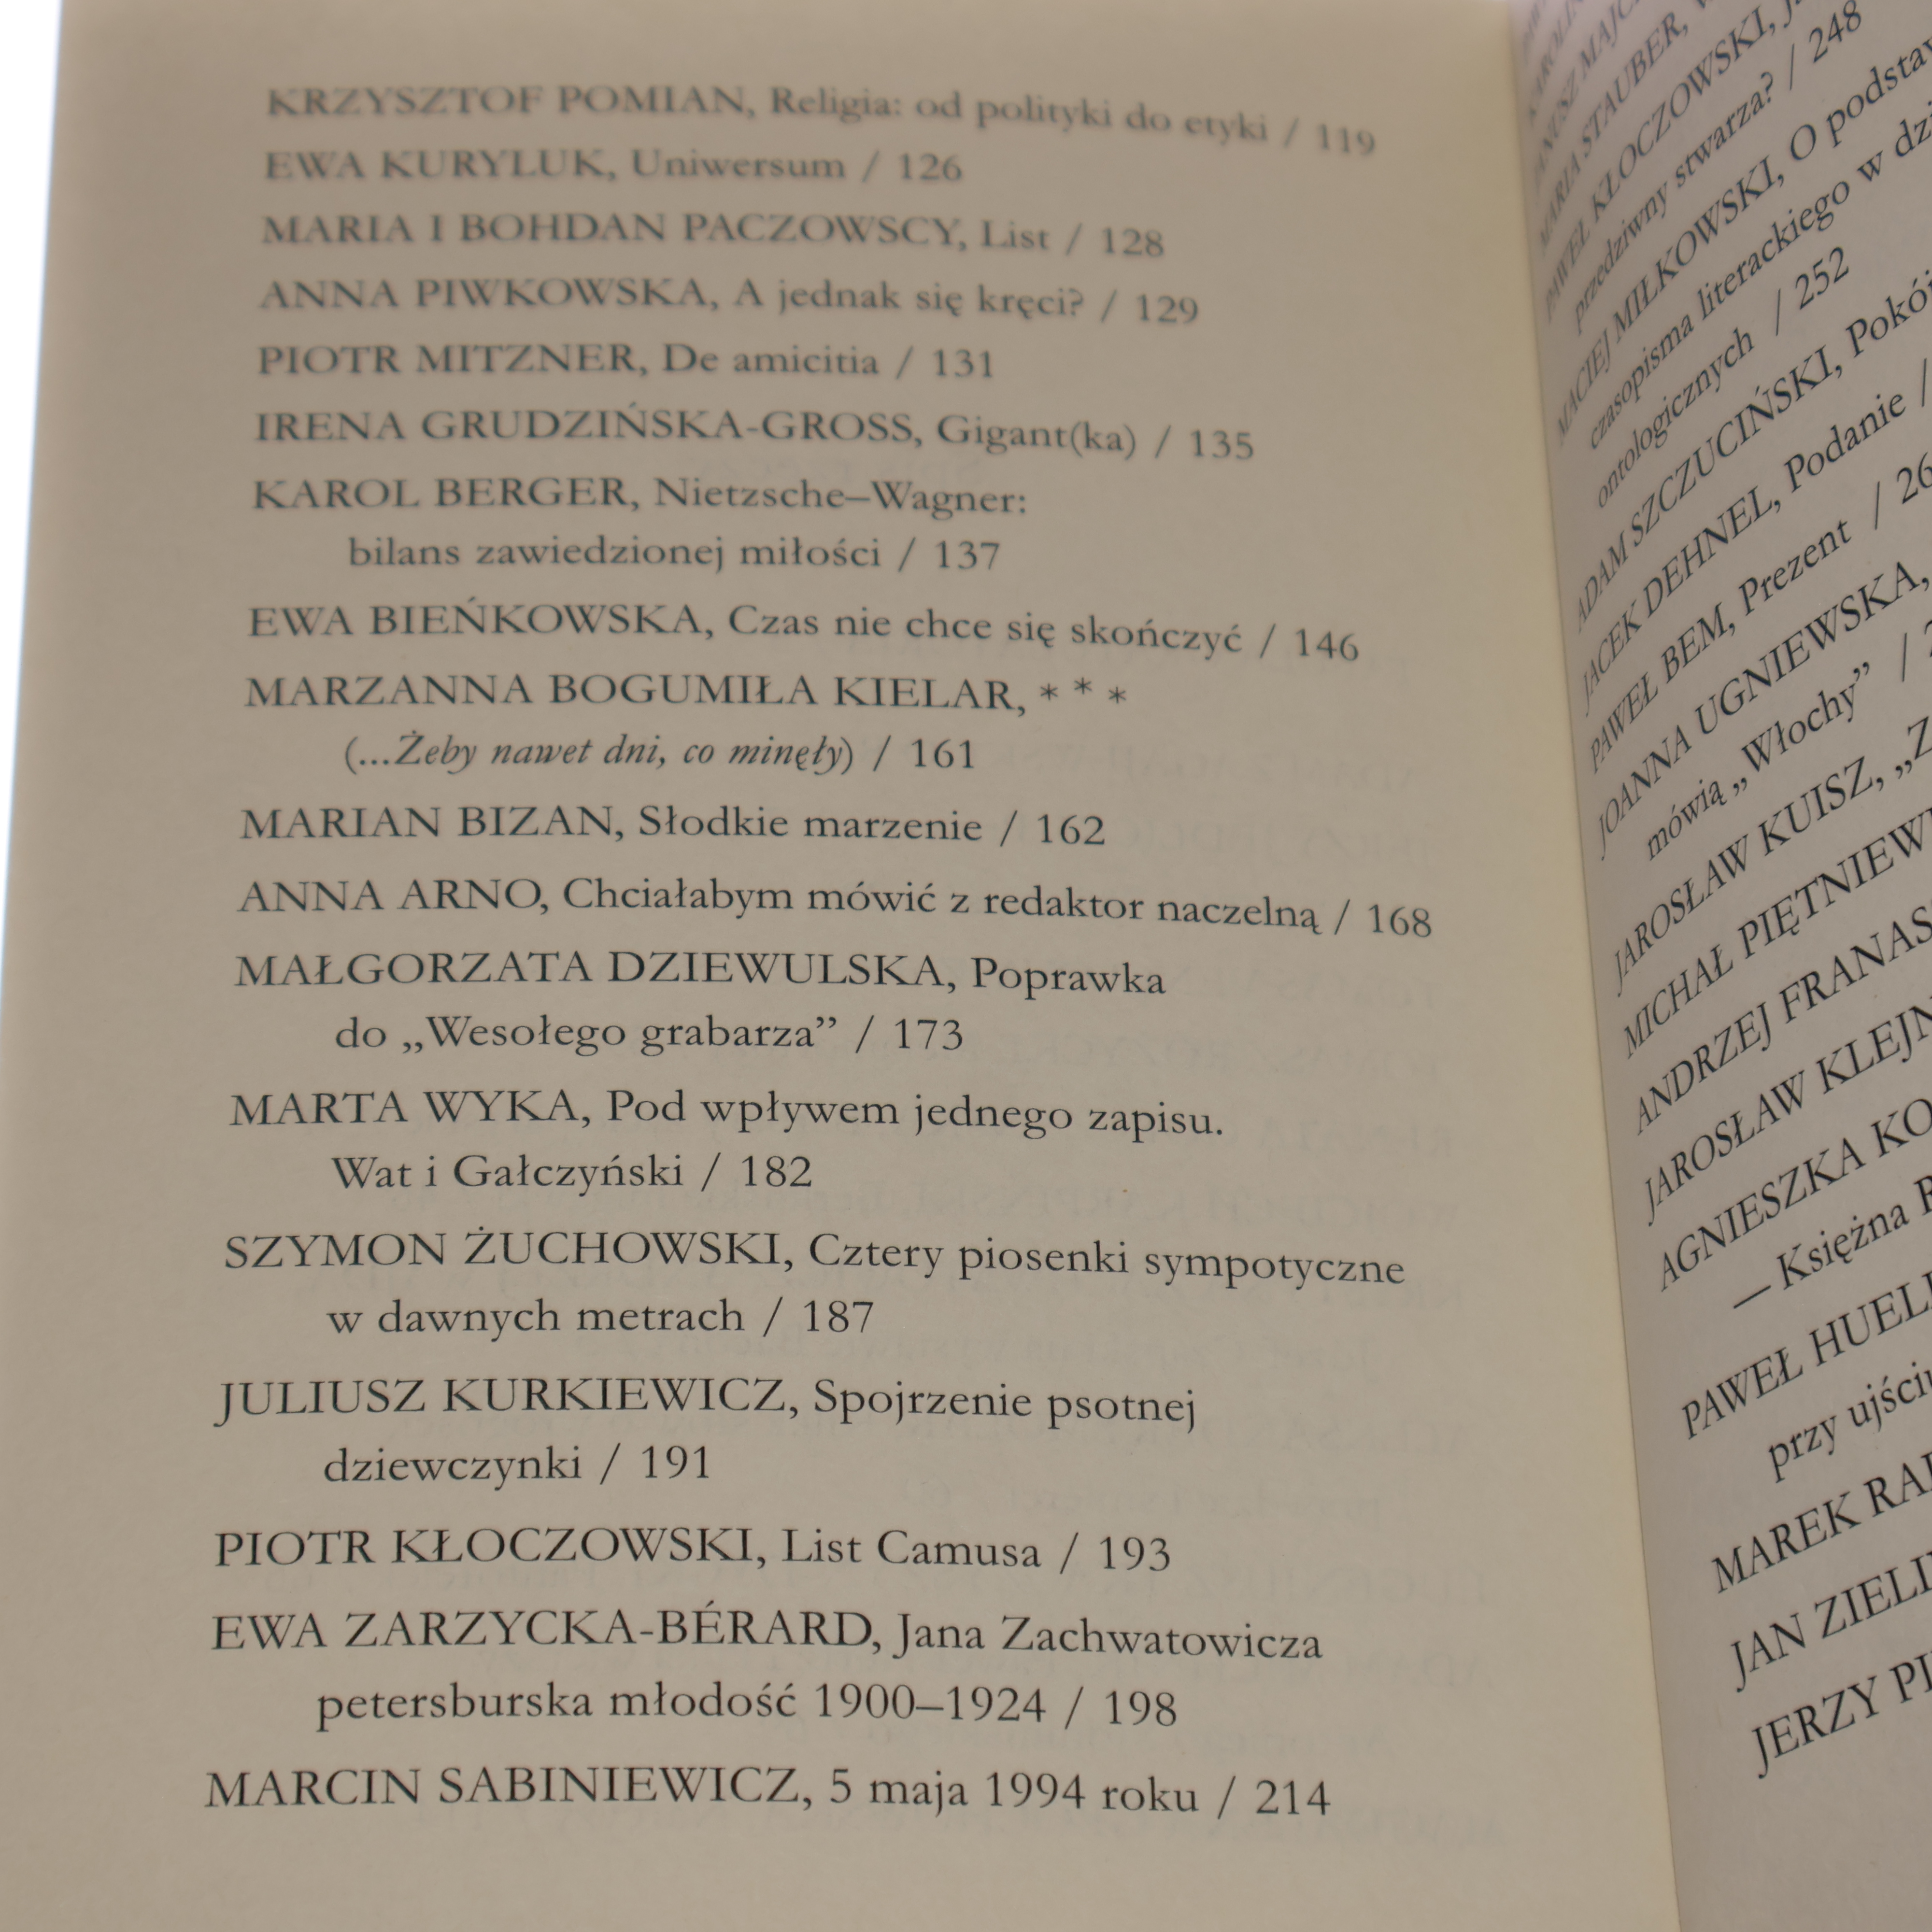 KRZYSZTOF POMIAN, Religia: od polityki do etyki / 119
EWA KURYLUK, Uniwersum / 126
MARIA I BOHDAN PACZOWSCY, List / 128
ANNA PIWKOWSKA, A jednak się kręci? / 129
PIOTR MITZNER, De amicitia / 131
IRENA GRUDZIŃSKA-GROSS, Gigant(ka) / 135
KAROL BERGER, Nietzsche–Wagner:
bilans zawiedzionej miłości / 137
EWA BIEŃKOWSKA, Czas nie chce się skończyć / 146
MARZANNA BOGUMIŁA KIELAR, * * *
(...Żeby nawet dni, co minęły) / 161
MARIAN BIZAN, Słodkie marzenie / 162
ANNA ARNO, Chciałabym mówić z redaktor naczelną / 168
MAŁGORZATA DZIEWULSKA, Poprawka
do „Wesołego grabarza” / 173
MARTA WYKA, Pod wpływem jednego zapisu.
Wat i Gałczyński / 182
SZYMON ŻUCHOWSKI, Cztery piosenki sympotyczne
w dawnych metrach / 187
JULIUSZ KURKIEWICZ, Spojrzenie psotnej
dziewczynki / 191
PIOTR KŁOCZOWSKI, List Camusa / 193
EWA ZARZYCKA-BÉRARD, Jana Zachwatowicza
petersburska młodość 1900–1924 / 198
MARCIN SABINIEWICZ, 5 maja 1994 roku / 214
MARIA STAUBER,
PAWEŁ KŁOCZOWSKI,
przedziwny stwarza? / 248
MACIEJ MIŁKOWSKI, O
czasopisma literackiego w
ontologicznych / 252
ADAM SZCZUCIŃSKI,
JACEK DEHNEL, Podanie /
PAWEŁ BEM, Prezent /
JOANNA UGNIEWSKA,
mówią „Włochy” /
JAROSŁAW KUISZ,
MICHAŁ
ANDRZEJ
JAROSŁAW
AGNIESZKA
– Księżna
PAWEŁ
przy
MAREK
JAN
JERZY